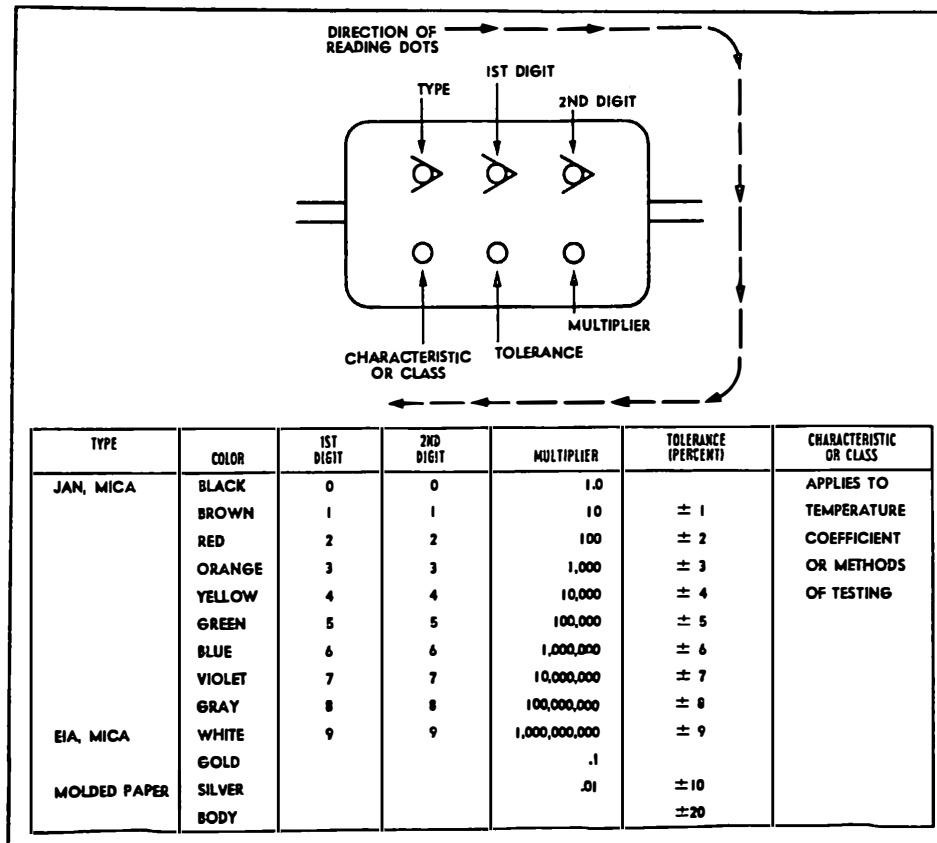 DIRECTION OF
READING DOTS
1ST DIGIT
TYPE
2ND DIGIT
MULTIPLIER
TOLERANCE
CHARACTERISTIC
OR CLASS
TYPE COLOR 1ST DIGIT 2ND DIGIT MULTIPLIER TOLERANCE (PERCENT) CHARACTERISTIC OR CLASS
JAN, MICA BLACK 0 0 1.0 APPLIES TO
BROWN 1 1 10 ± 1 TEMPERATURE
RED 2 2 100 ± 2 COEFFICIENT
ORANGE 3 3 1,000 ± 3 OR METHODS
YELLOW 4 4 10,000 ± 4 OF TESTING
GREEN 5 5 100,000 ± 5
BLUE 6 6 1,000,000 ± 6
VIOLET 7 7 10,000,000 ± 7
GRAY 8 8 100,000,000 ± 8
EIA, MICA WHITE 9 9 1,000,000,000 ± 9
GOLD .1
MOLDED PAPER SILVER .01 ±10
BODY ±20